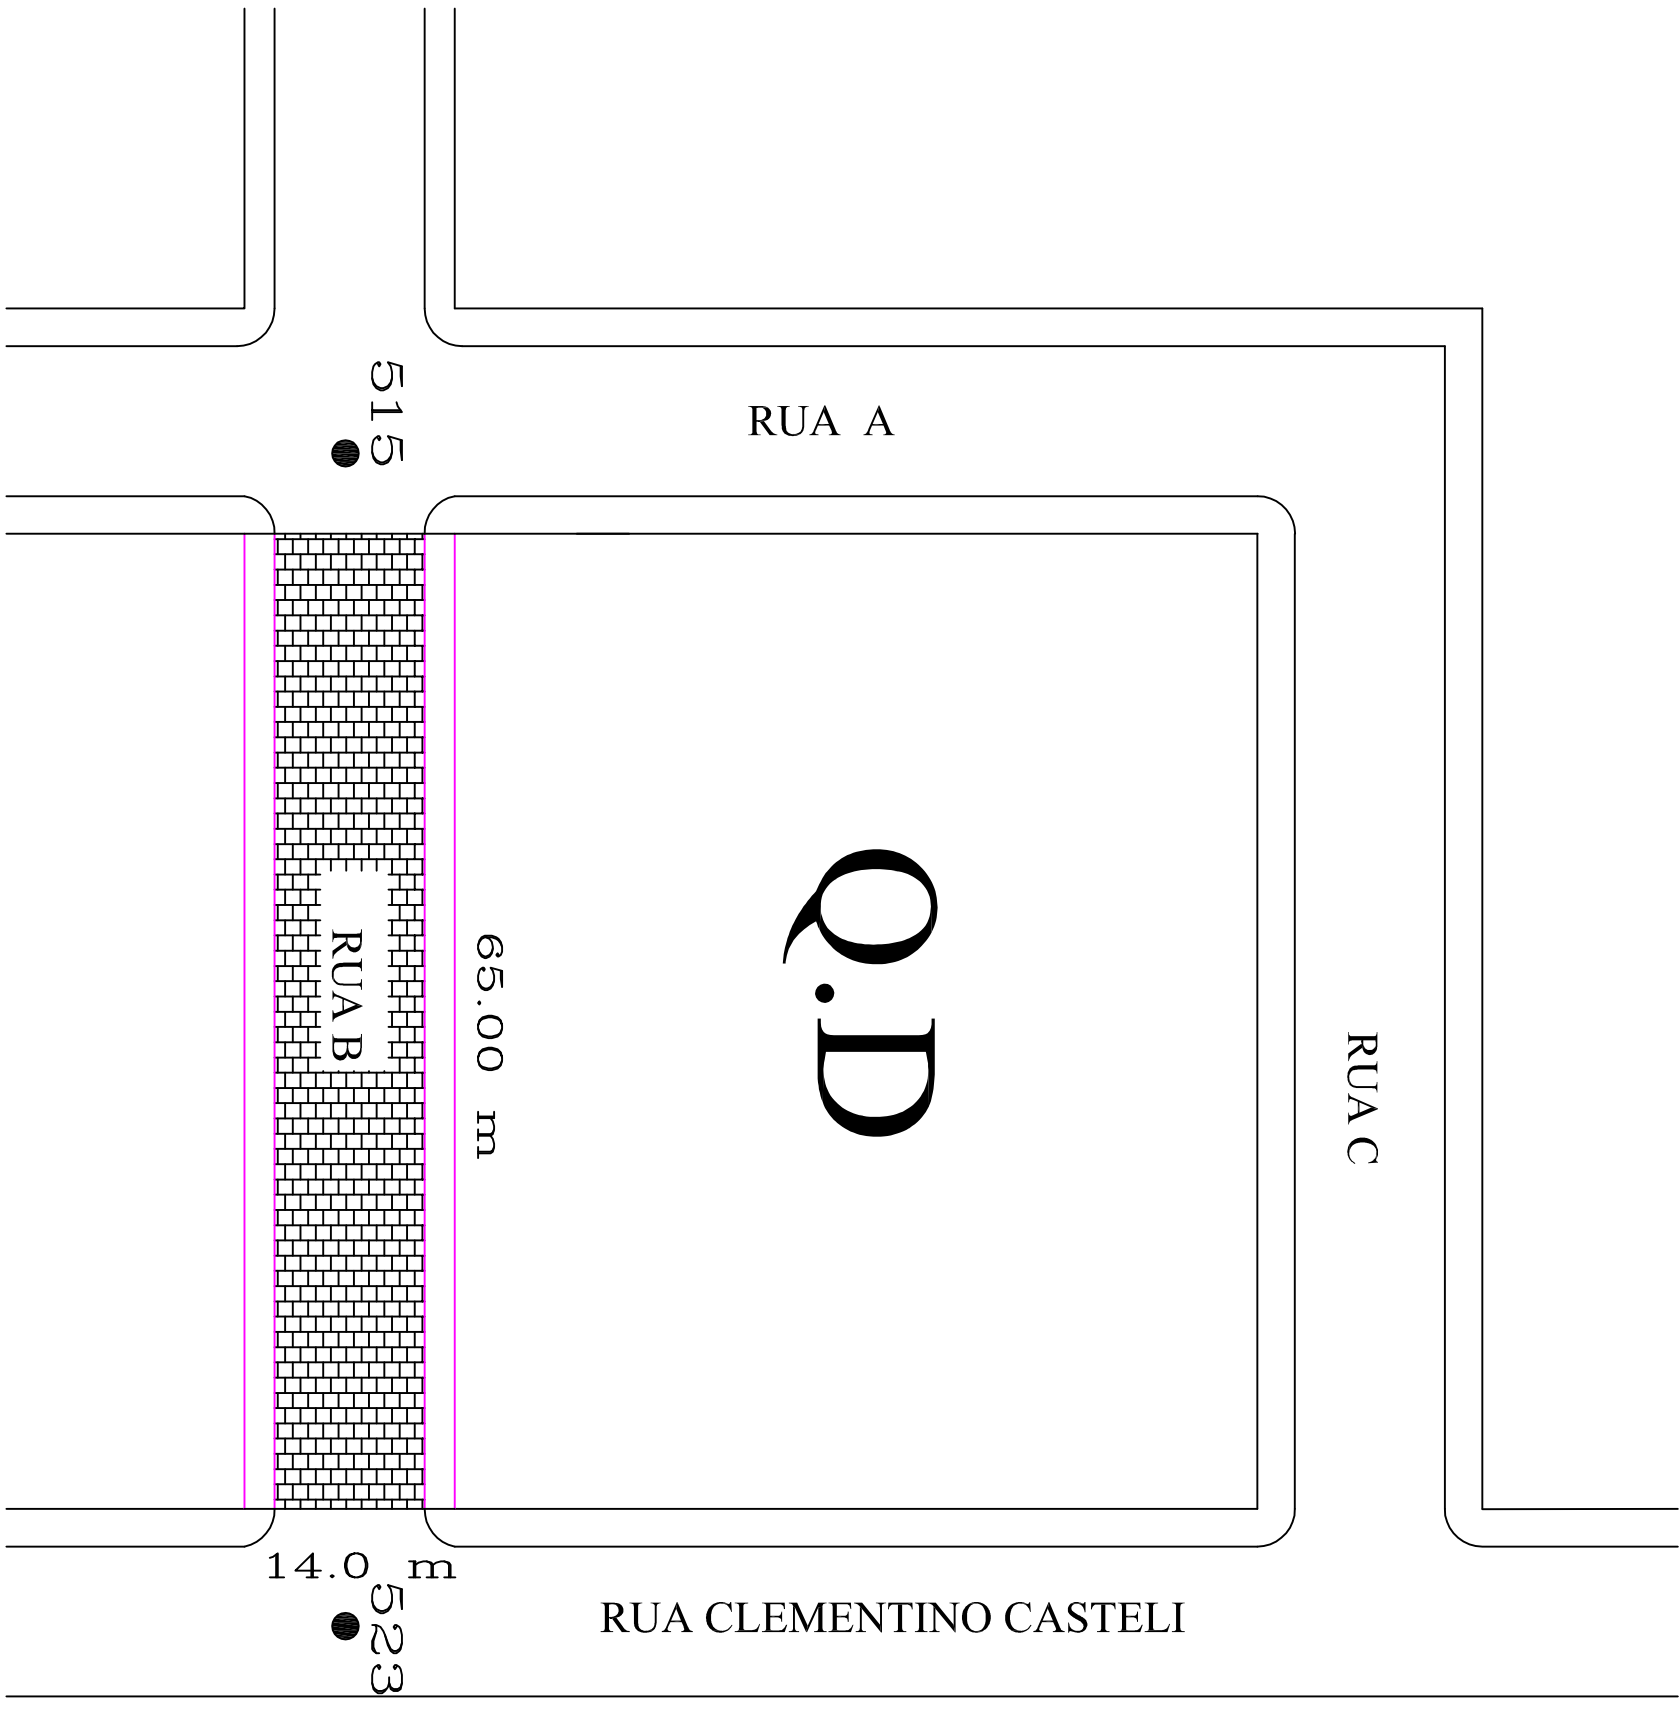 515
RUA A
Q.D
RUA B
65.00 m
RUA C
14.0 m
523
RUA CLEMENTINO CASTELI